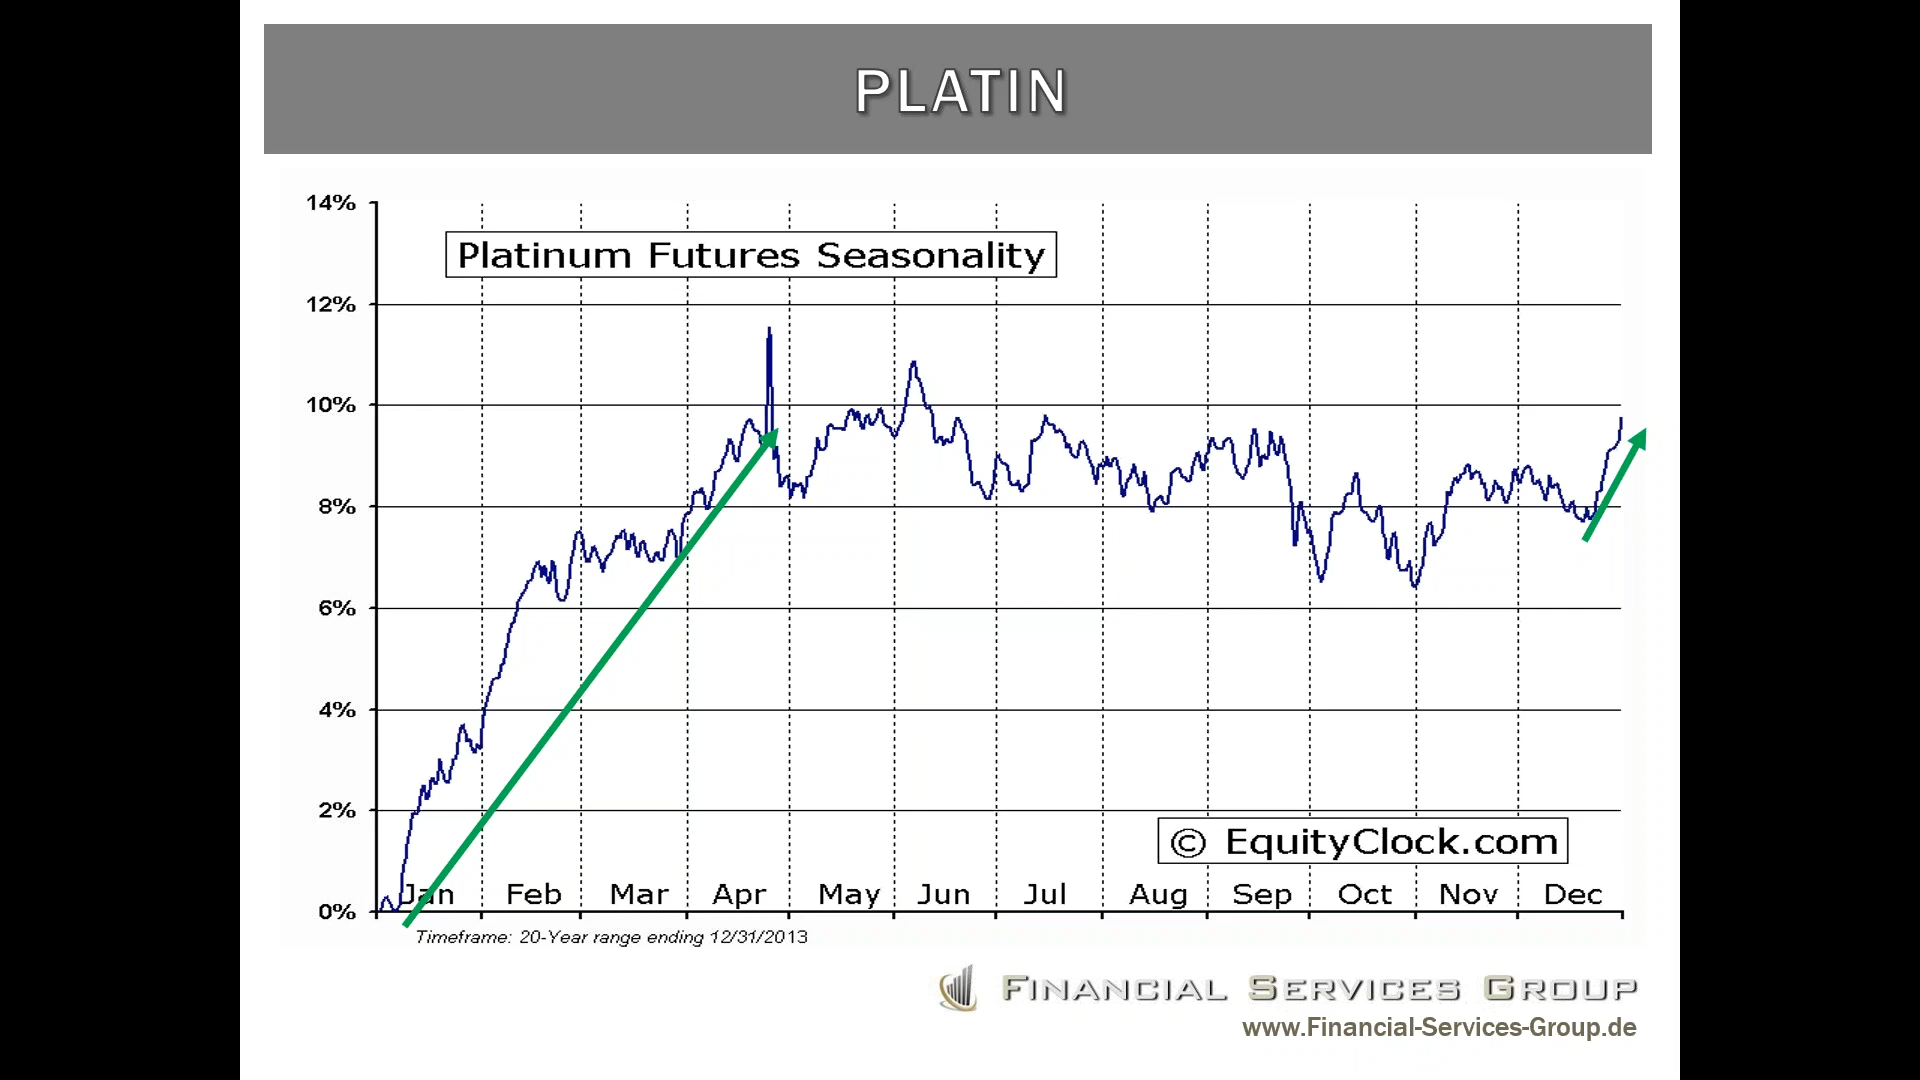 PLATIN
14%
Platinum Futures Seasonality
12%
10%
8%
6%
4%
2%
© EquityClock.com
Jan Feb Mar Apr May Jun Jul Aug Sep Oct Nov Dec
0%
Timeframe: 20-Year range ending 12/31/2013
FINANCIAL SERVICES GROUP
www.Financial-Services-Group.de